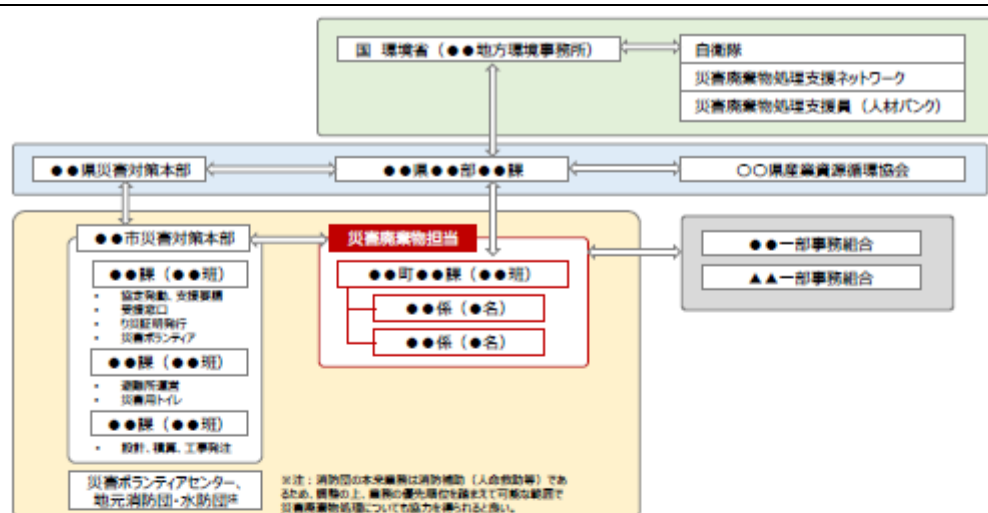 国 環境省（●●地方環境事務所）
自衛隊
災害廃棄物処理支援ネットワーク
災害廃棄物処理支援員（人材バンク）
●●県災害対策本部
●●県●●部●●課
〇〇県産業資源循環協会
●●市災害対策本部
災害廃棄物担当
●●課（●●班）
・ 協定発動、支援要請
・ 受援窓口
・ り災証明発行
・ 災害ボランティア
●●課（●●班）
・ 避難所運営
・ 災害用トイレ
●●課（●●班）
・ 設計、積算、工事発注
●●町●●課（●●班）
●●係（●名）
●●係（●名）
●●一部事務組合
▲▲一部事務組合
災害ボランティアセンター、
地元消防団・水防団※
※注：消防団の本来業務は消防補助（人命救助等）であ
るため、調整の上、業務の優先順位を踏まえて可能な範囲で
災害廃棄物処理についても協力を得られると良い。